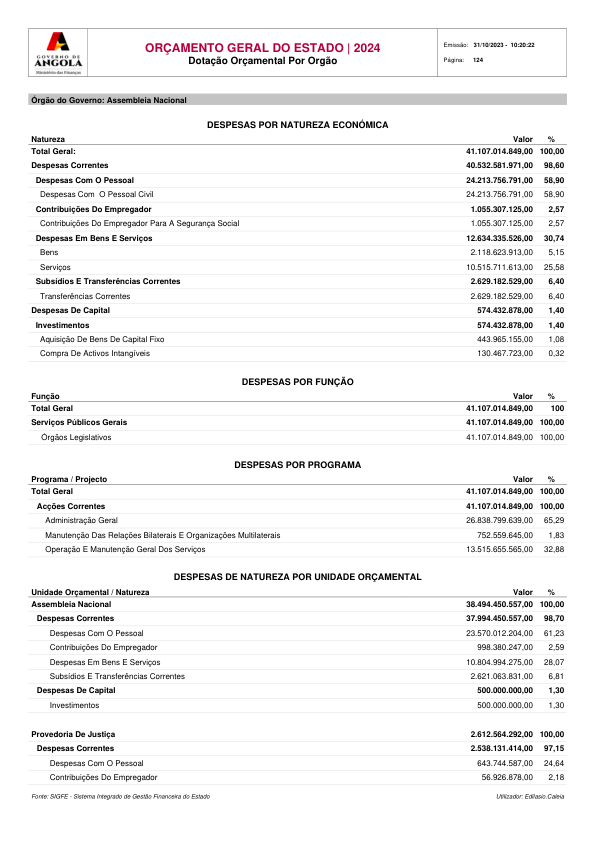 GOVERNO DE
ANGOLA
Ministério das Finanças
ORÇAMENTO GERAL DO ESTADO | 2024
Dotação Orçamental Por Orgão
Emissão: 31/10/2023 - 10:20:22
Página: 124
Órgão do Governo: Assembleia Nacional
DESPESAS POR NATUREZA ECONÓMICA
Natureza Valor %
Total Geral: 41.107.014.849,00 100,00
Despesas Correntes 40.532.581.971,00 98,60
Despesas Com O Pessoal 24.213.756.791,00 58,90
Despesas Com O Pessoal Civil 24.213.756.791,00 58,90
Contribuições Do Empregador 1.055.307.125,00 2,57
Contribuições Do Empregador Para A Segurança Social 1.055.307.125,00 2,57
Despesas Em Bens E Serviços 12.634.335.526,00 30,74
Bens 2.118.623.913,00 5,15
Serviços 10.515.711.613,00 25,58
Subsídios E Transferências Correntes 2.629.182.529,00 6,40
Transferências Correntes 2.629.182.529,00 6,40
Despesas De Capital 574.432.878,00 1,40
Investimentos 574.432.878,00 1,40
Aquisição De Bens De Capital Fixo 443.965.155,00 1,08
Compra De Activos Intangíveis 130.467.723,00 0,32
DESPESAS POR FUNÇÃO
Função Valor %
Total Geral 41.107.014.849,00 100
Serviços Públicos Gerais 41.107.014.849,00 100,00
Orgãos Legislativos 41.107.014.849,00 100,00
DESPESAS POR PROGRAMA
Programa / Projecto Valor %
Total Geral 41.107.014.849,00 100,00
Acções Correntes 41.107.014.849,00 100,00
Administração Geral 26.838.799.639,00 65,29
Manutenção Das Relações Bilaterais E Organizações Multilaterais 752.559.645,00 1,83
Operação E Manutenção Geral Dos Serviços 13.515.655.565,00 32,88
DESPESAS DE NATUREZA POR UNIDADE ORÇAMENTAL
Unidade Orçamental / Natureza Valor %
Assembleia Nacional 38.494.450.557,00 100,00
Despesas Correntes 37.994.450.557,00 98,70
Despesas Com O Pessoal 23.570.012.204,00 61,23
Contribuições Do Empregador 998.380.247,00 2,59
Despesas Em Bens E Serviços 10.804.994.275,00 28,07
Subsídios E Transferências Correntes 2.621.063.831,00 6,81
Despesas De Capital 500.000.000,00 1,30
Investimentos 500.000.000,00 1,30
Provedoria De Justiça 2.612.564.292,00 100,00
Despesas Correntes 2.538.131.414,00 97,15
Despesas Com O Pessoal 643.744.587,00 24,64
Contribuições Do Empregador 56.926.878,00 2,18
Fonte: SIGFE - Sistema Integrado de Gestão Financeira do Estado Utilizador: Edilasio.Caleia